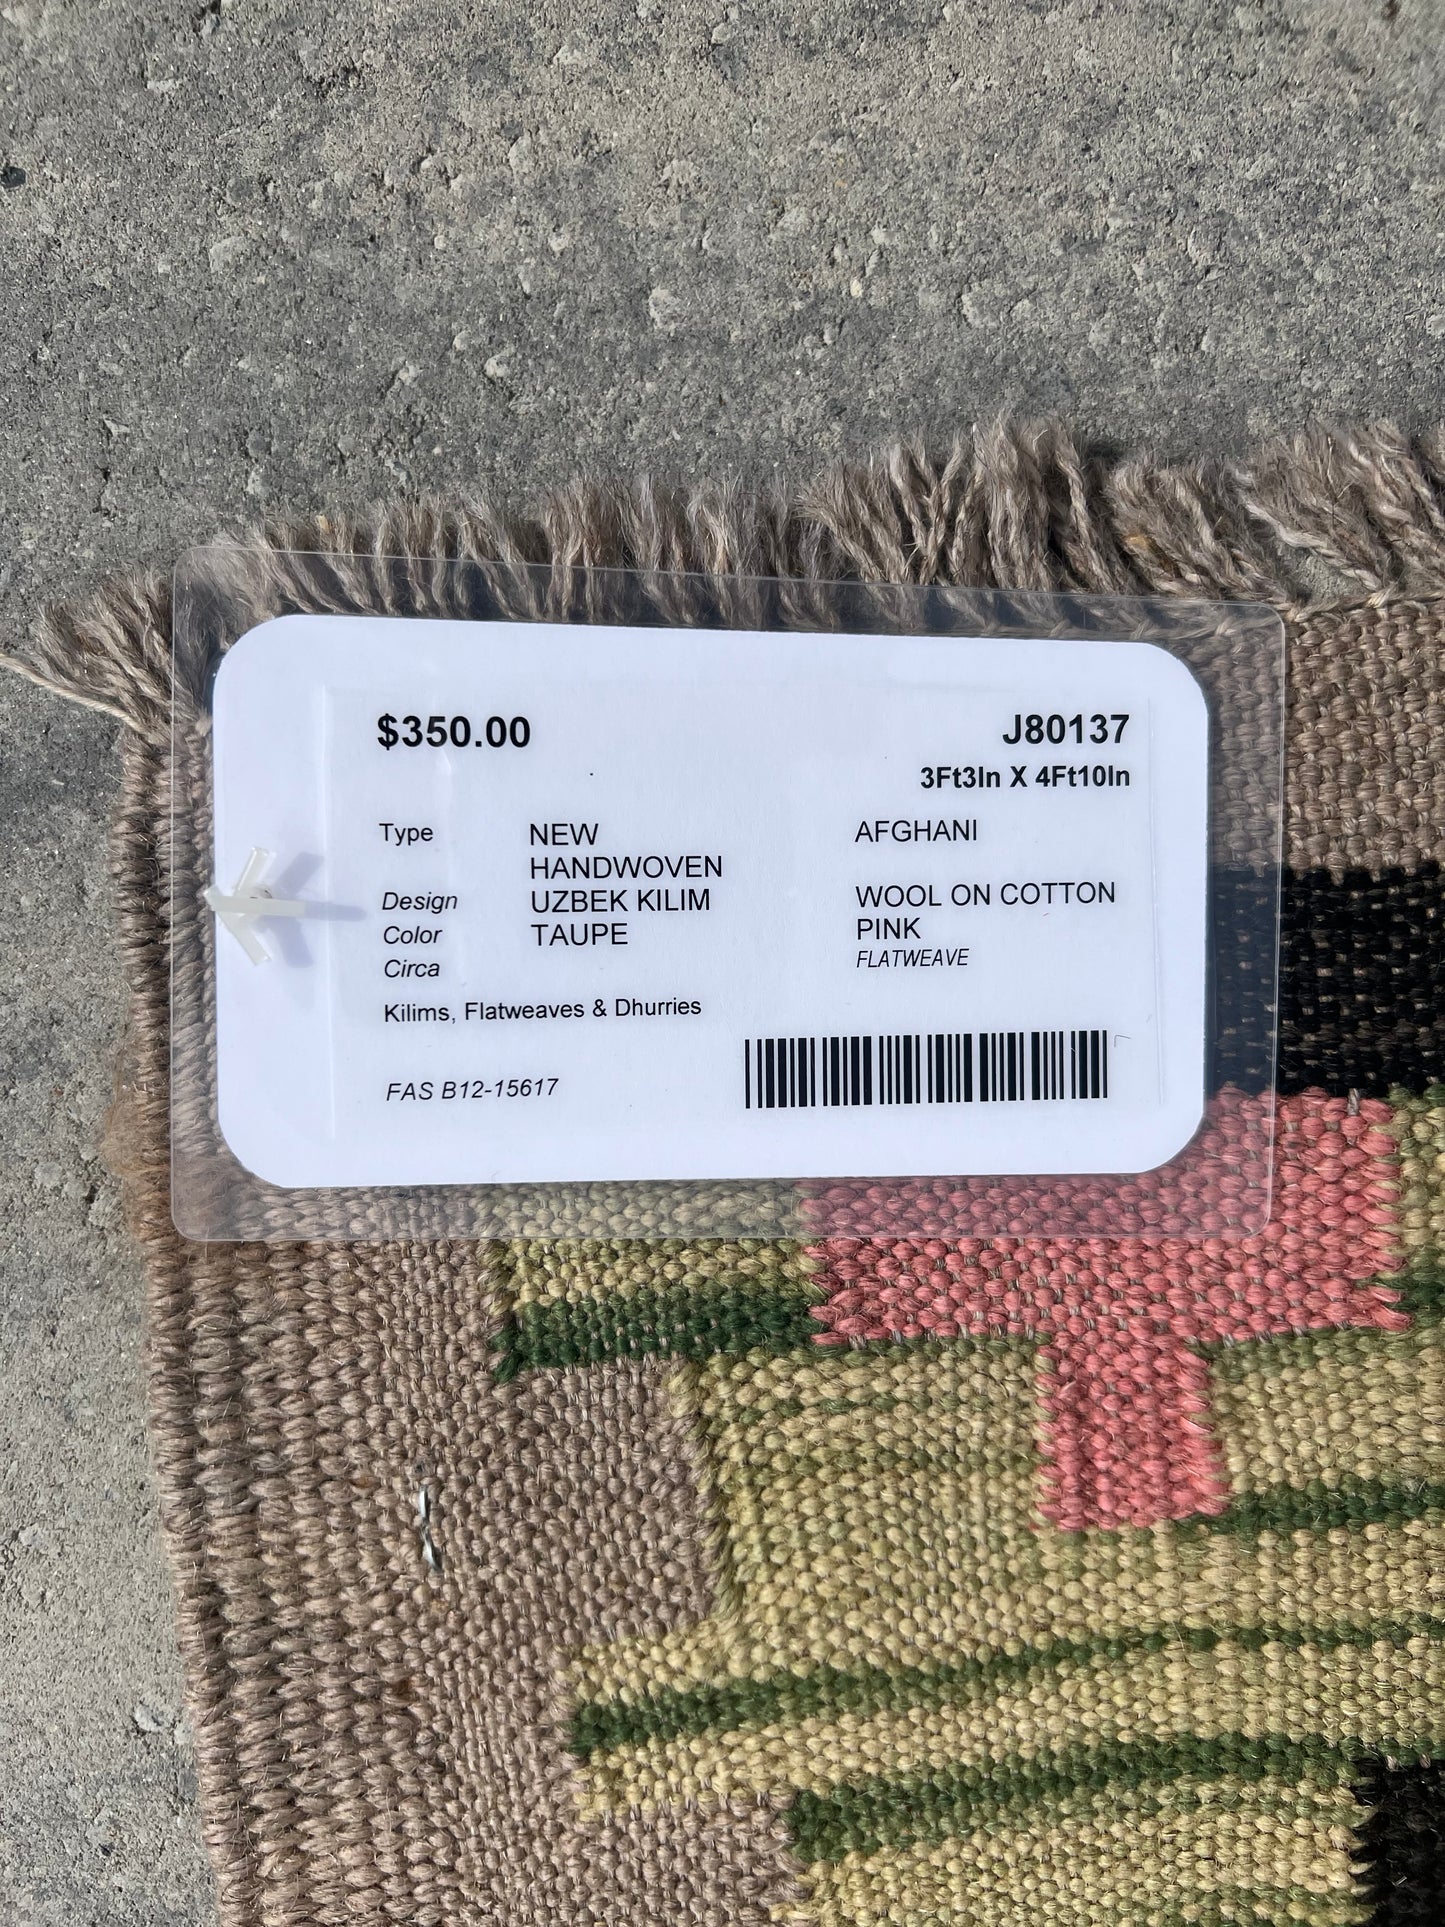 $350.00 J80137
3Ft3In X 4Ft10In
Type NEW AFGHANI
HANDWOVEN
Design UZBEK KILIM WOOL ON COTTON
Color TAUPE PINK
Circa FLATWEAVE
Kilims, Flatweaves & Dhurries
FAS B12-15617